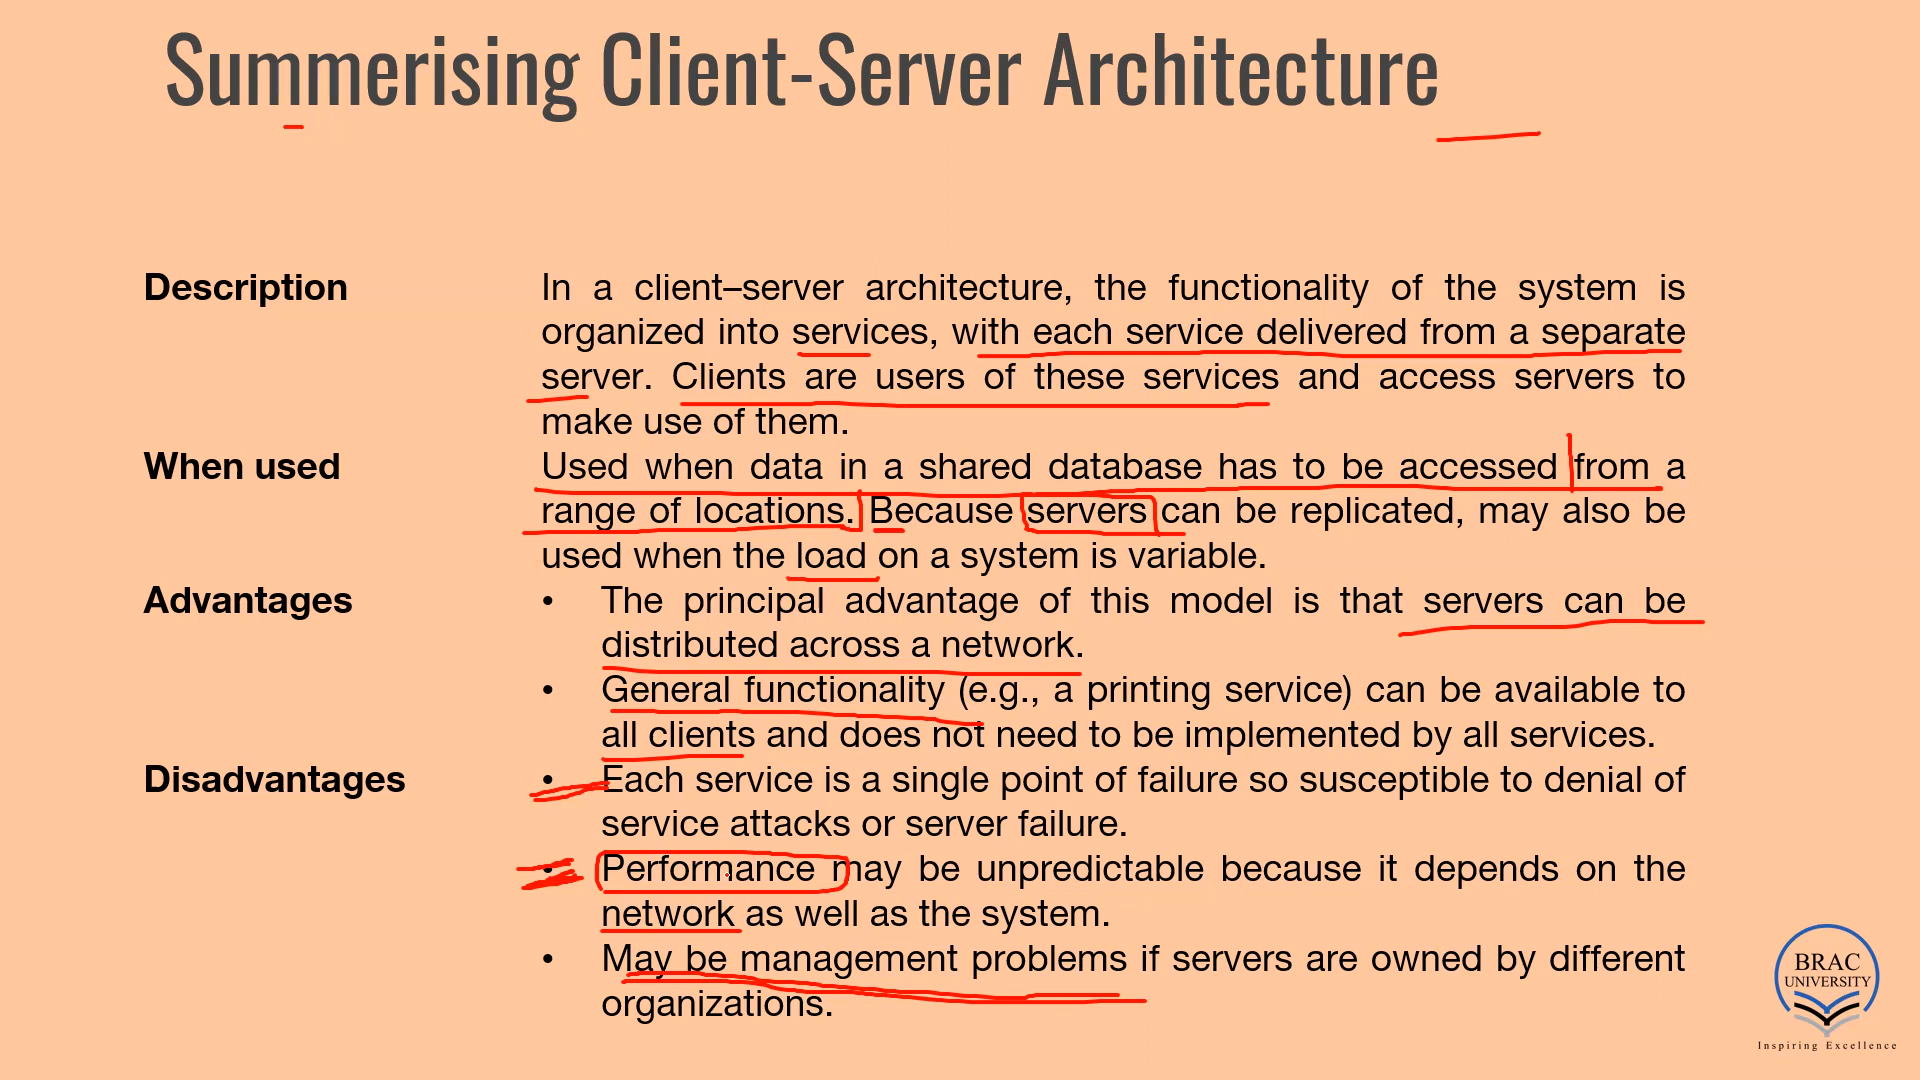 Summerising Client-Server Architecture
Description
In a client–server architecture, the functionality of the system is
organized into services, with each service delivered from a separate
server. Clients are users of these services and access servers to
make use of them.
When used
Used when data in a shared database has to be accessed from a
range of locations. Because servers can be replicated, may also be
used when the load on a system is variable.
Advantages
• The principal advantage of this model is that servers can be
distributed across a network.
• General functionality (e.g., a printing service) can be available to
all clients and does not need to be implemented by all services.
Disadvantages
• Each service is a single point of failure so susceptible to denial of
service attacks or server failure.
• Performance may be unpredictable because it depends on the
network as well as the system.
• May be management problems if servers are owned by different
organizations.
BRAC
UNIVERSITY
Inspiring Excellence